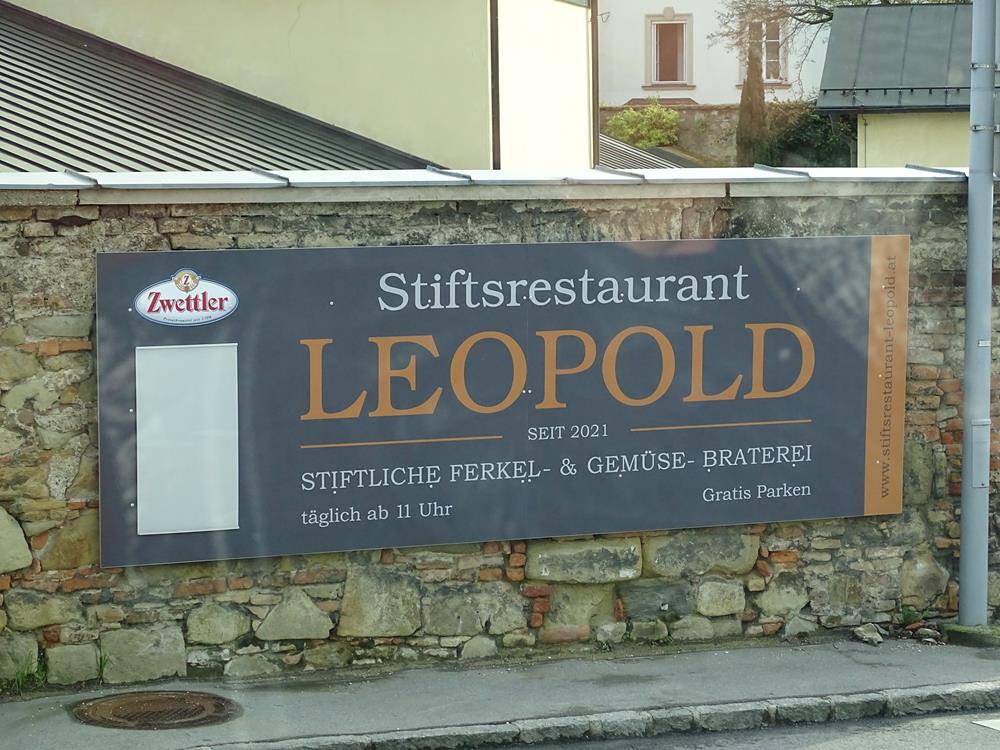 Z
Zwettler
Stiftsrestaurant
LEOPOLD
SEIT 2021
STIFTLICHE FERKEL- & GEMÜSE- BRATEREI
täglich ab 11 Uhr
Gratis Parken
www.stiftsrestaurant-leopold.at